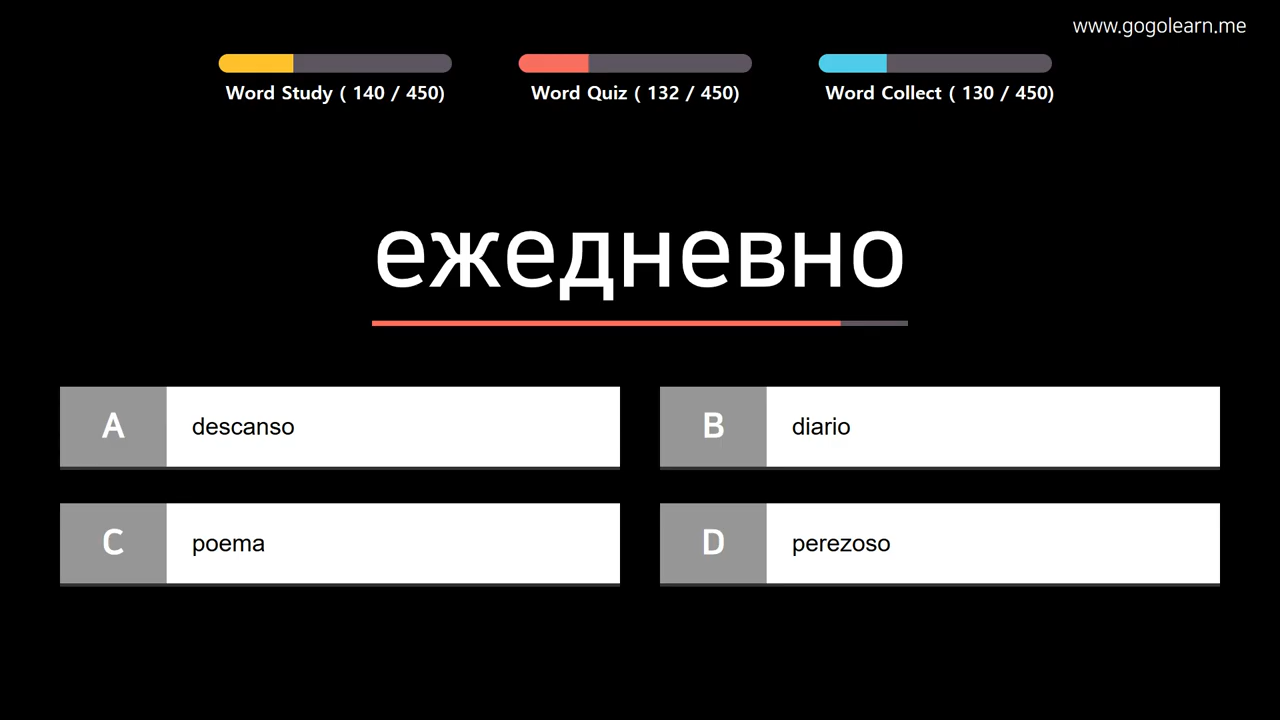 www.gogolearn.me
Word Study ( 140 / 450)
Word Quiz ( 132 / 450)
Word Collect ( 130 / 450)
ежедневно
A descanso
B diario
C poema
D perezoso